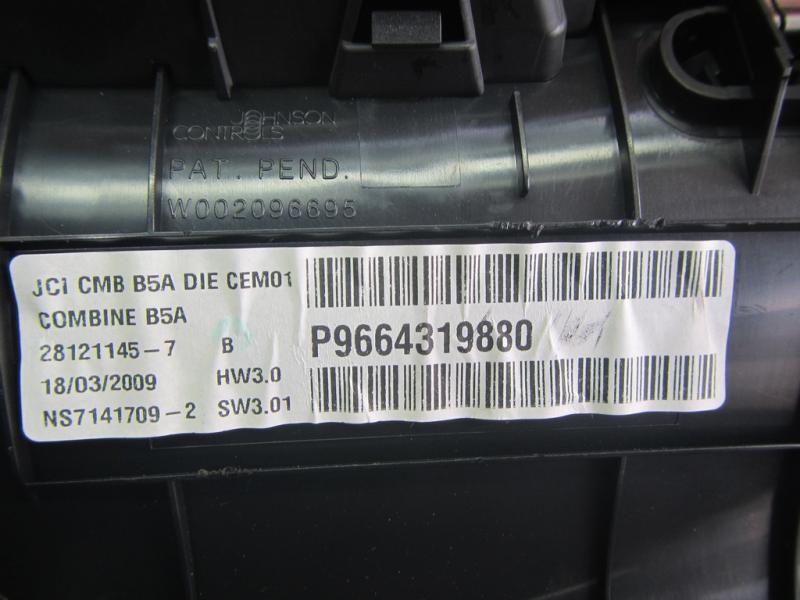 JOHNSON
CONTROLS
PAT. PEND.
W002096695
JCI CMB B5A DIE CEM01
COMBINE B5A
28121145-7 B
18/03/2009 HW3.0
NS7141709-2 SW3.01
P9664319880